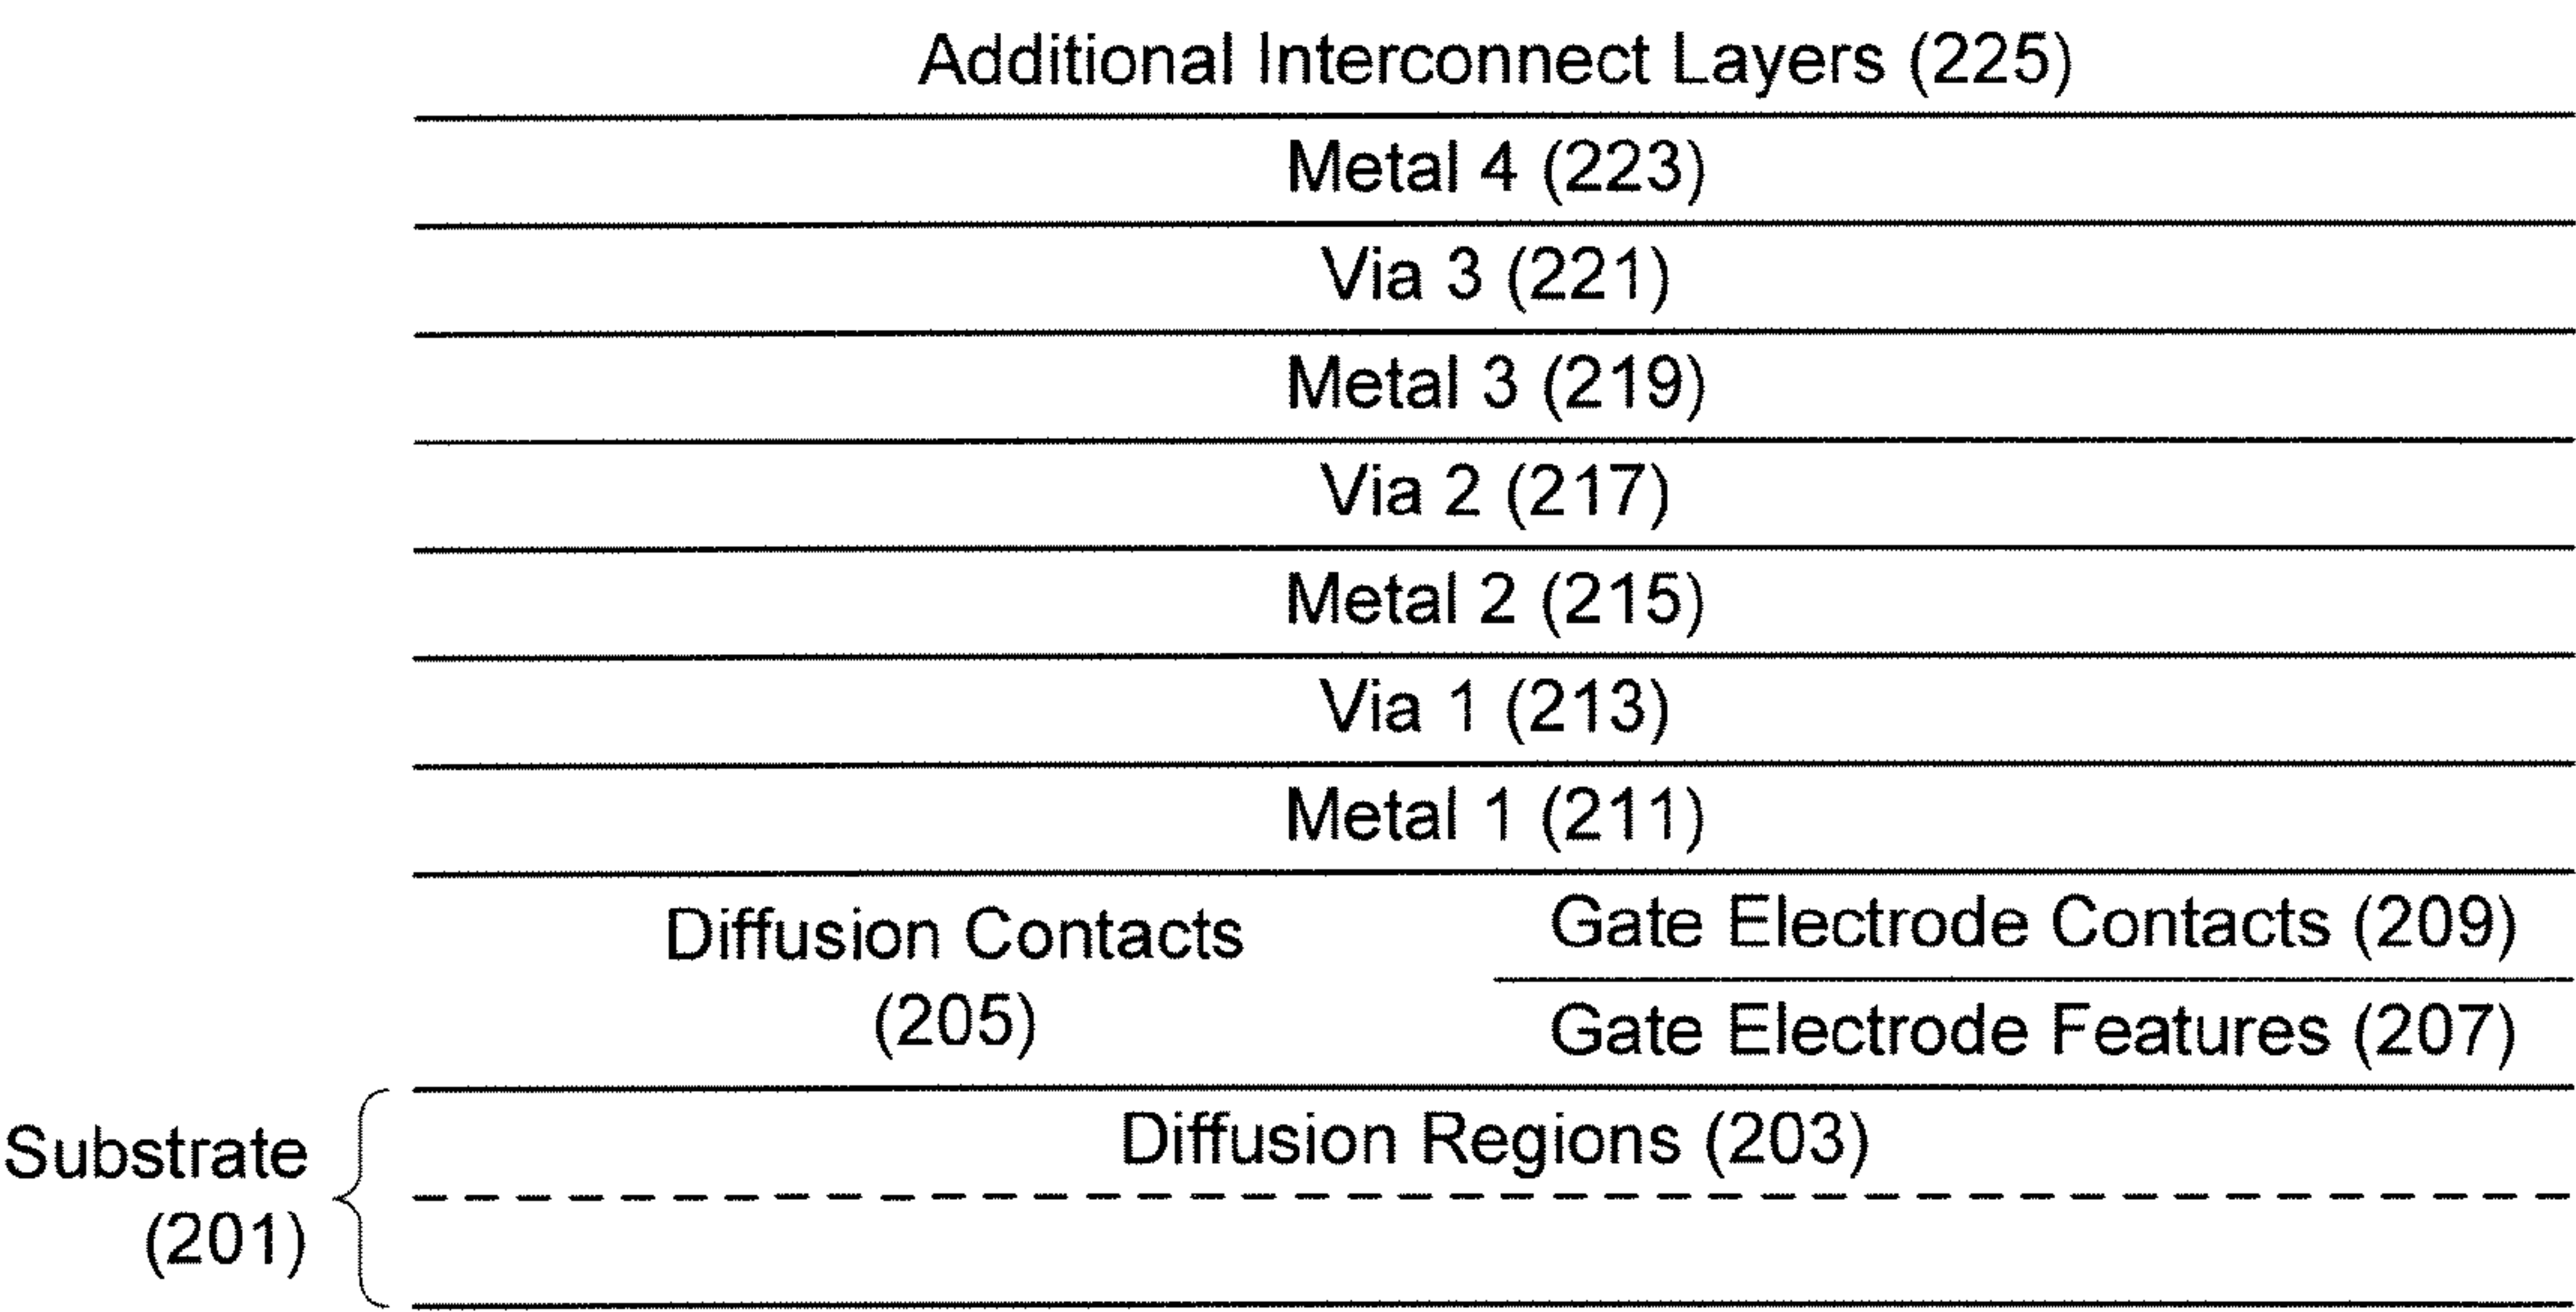 Additional Interconnect Layers (225)
Metal 4 (223)
Via 3 (221)
Metal 3 (219)
Via 2 (217)
Metal 2 (215)
Via 1 (213)
Metal 1 (211)
Diffusion Contacts
(205)
Gate Electrode Contacts (209)
Gate Electrode Features (207)
Substrate
(201)
Diffusion Regions (203)